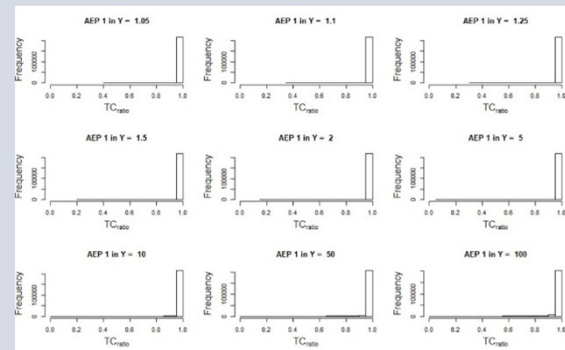 AEP 1 in Y = 1.05
AEP 1 in Y = 1.1
AEP 1 in Y = 1.25
Frequency
0 100000
0.0 0.2 0.4 0.6 0.8 1.0
TCratio
Frequency
0 100000
0.0 0.2 0.4 0.6 0.8 1.0
TCratio
Frequency
0 100000
0.0 0.2 0.4 0.6 0.8 1.0
TCratio
AEP 1 in Y = 1.5
AEP 1 in Y = 2
AEP 1 in Y = 5
Frequency
0 100000
0.0 0.2 0.4 0.6 0.8 1.0
TCratio
Frequency
0 100000
0.0 0.2 0.4 0.6 0.8 1.0
TCratio
Frequency
0 100000
0.0 0.2 0.4 0.6 0.8 1.0
TCratio
AEP 1 in Y = 10
AEP 1 in Y = 50
AEP 1 in Y = 100
Frequency
0 100000
0.0 0.2 0.4 0.6 0.8 1.0
TCratio
Frequency
0 100000
0.0 0.2 0.4 0.6 0.8 1.0
TCratio
Frequency
0 100000
0.0 0.2 0.4 0.6 0.8 1.0
TCratio